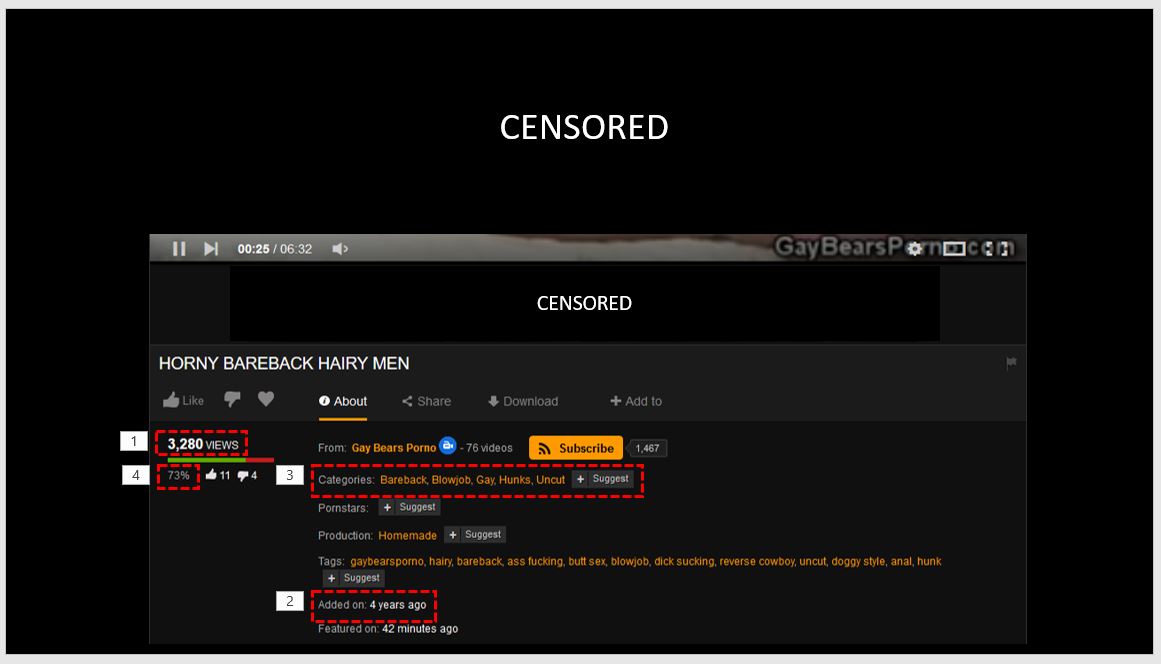 CENSORED
00:25 / 06:32
GayBearsPorno.com
CENSORED
HORNY BAREBACK HAIRY MEN
Like About Share Download Add to
1 3,280 VIEWS From: Gay Bears Porno - 76 videos Subscribe 1,467
4 73% 11 4 3 Categories: Bareback, Blowjob, Gay, Hunks, Uncut + Suggest
Pornstars: + Suggest
Production: Homemade + Suggest
Tags: gaybearsporno, hairy, bareback, ass fucking, butt sex, blowjob, dick sucking, reverse cowboy, uncut, doggy style, anal, hunk
+ Suggest
2 Added on: 4 years ago
Featured on: 42 minutes ago